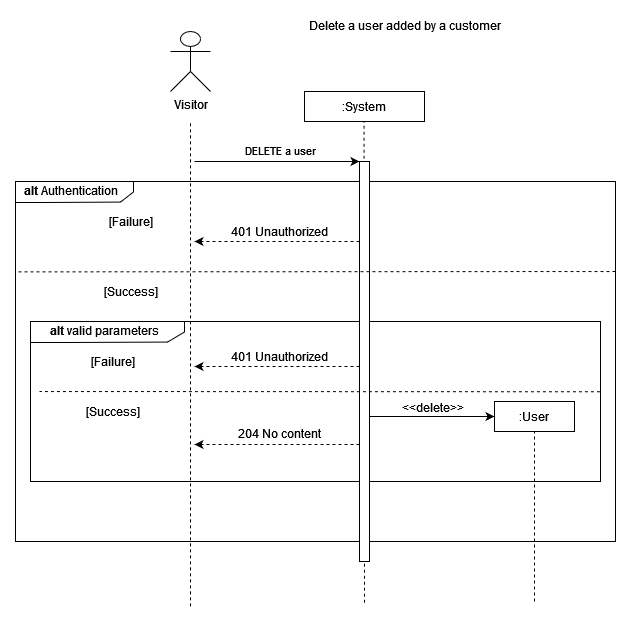 Delete a user added by a customer
Visitor
:System
DELETE a user
alt Authentication
[Failure]
401 Unauthorized
[Success]
alt valid parameters
[Failure]
401 Unauthorized
[Success]
<<delete>>
:User
204 No content